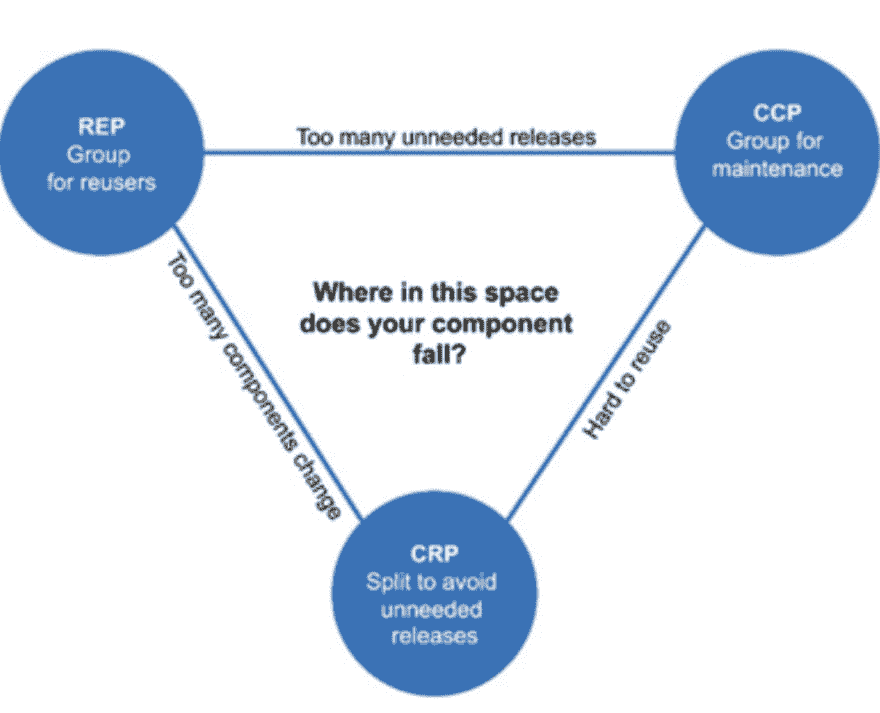 REP
Group
for reusers
Too many unneeded releases
CCP
Group for
maintenance
Too many components change
Where in this space
does your component
fall?
Hard to reuse
CRP
Split to avoid
unneeded
releases